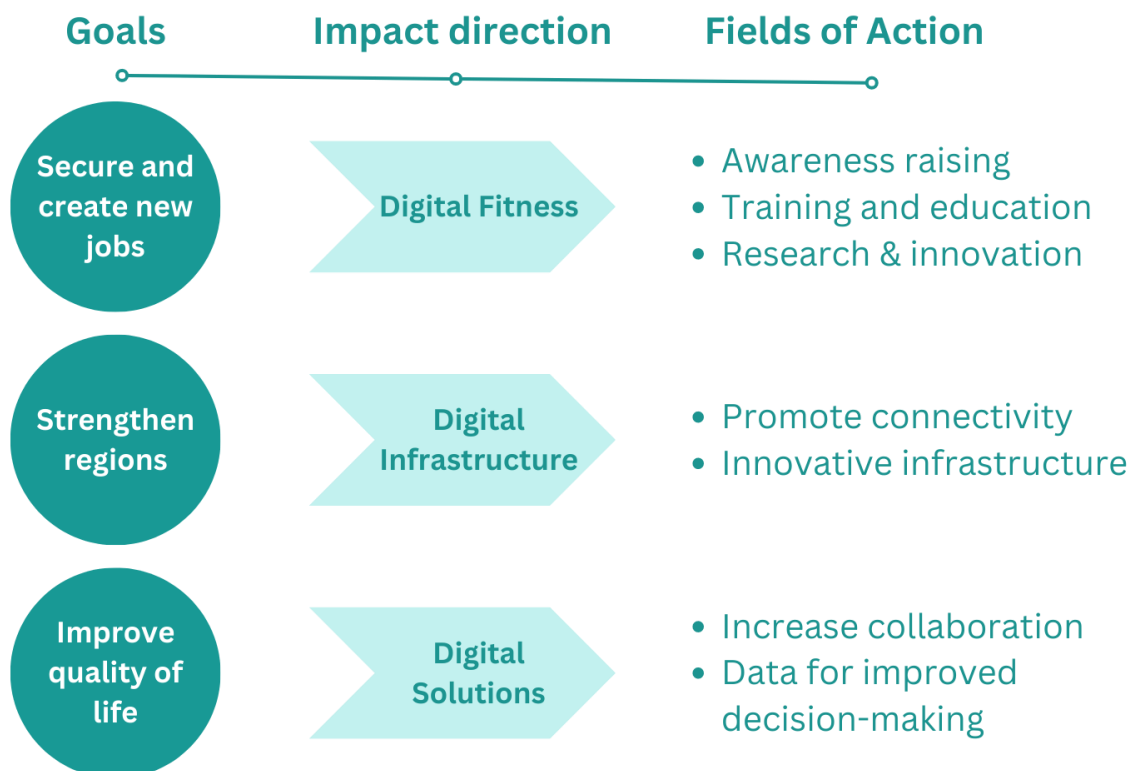 Goals
Impact direction
Fields of Action
Secure and
create new
jobs
Digital Fitness
• Awareness raising
• Training and education
• Research & innovation
Strengthen
regions
Digital
Infrastructure
• Promote connectivity
• Innovative infrastructure
Improve
quality of
life
Digital
Solutions
• Increase collaboration
• Data for improved
decision-making